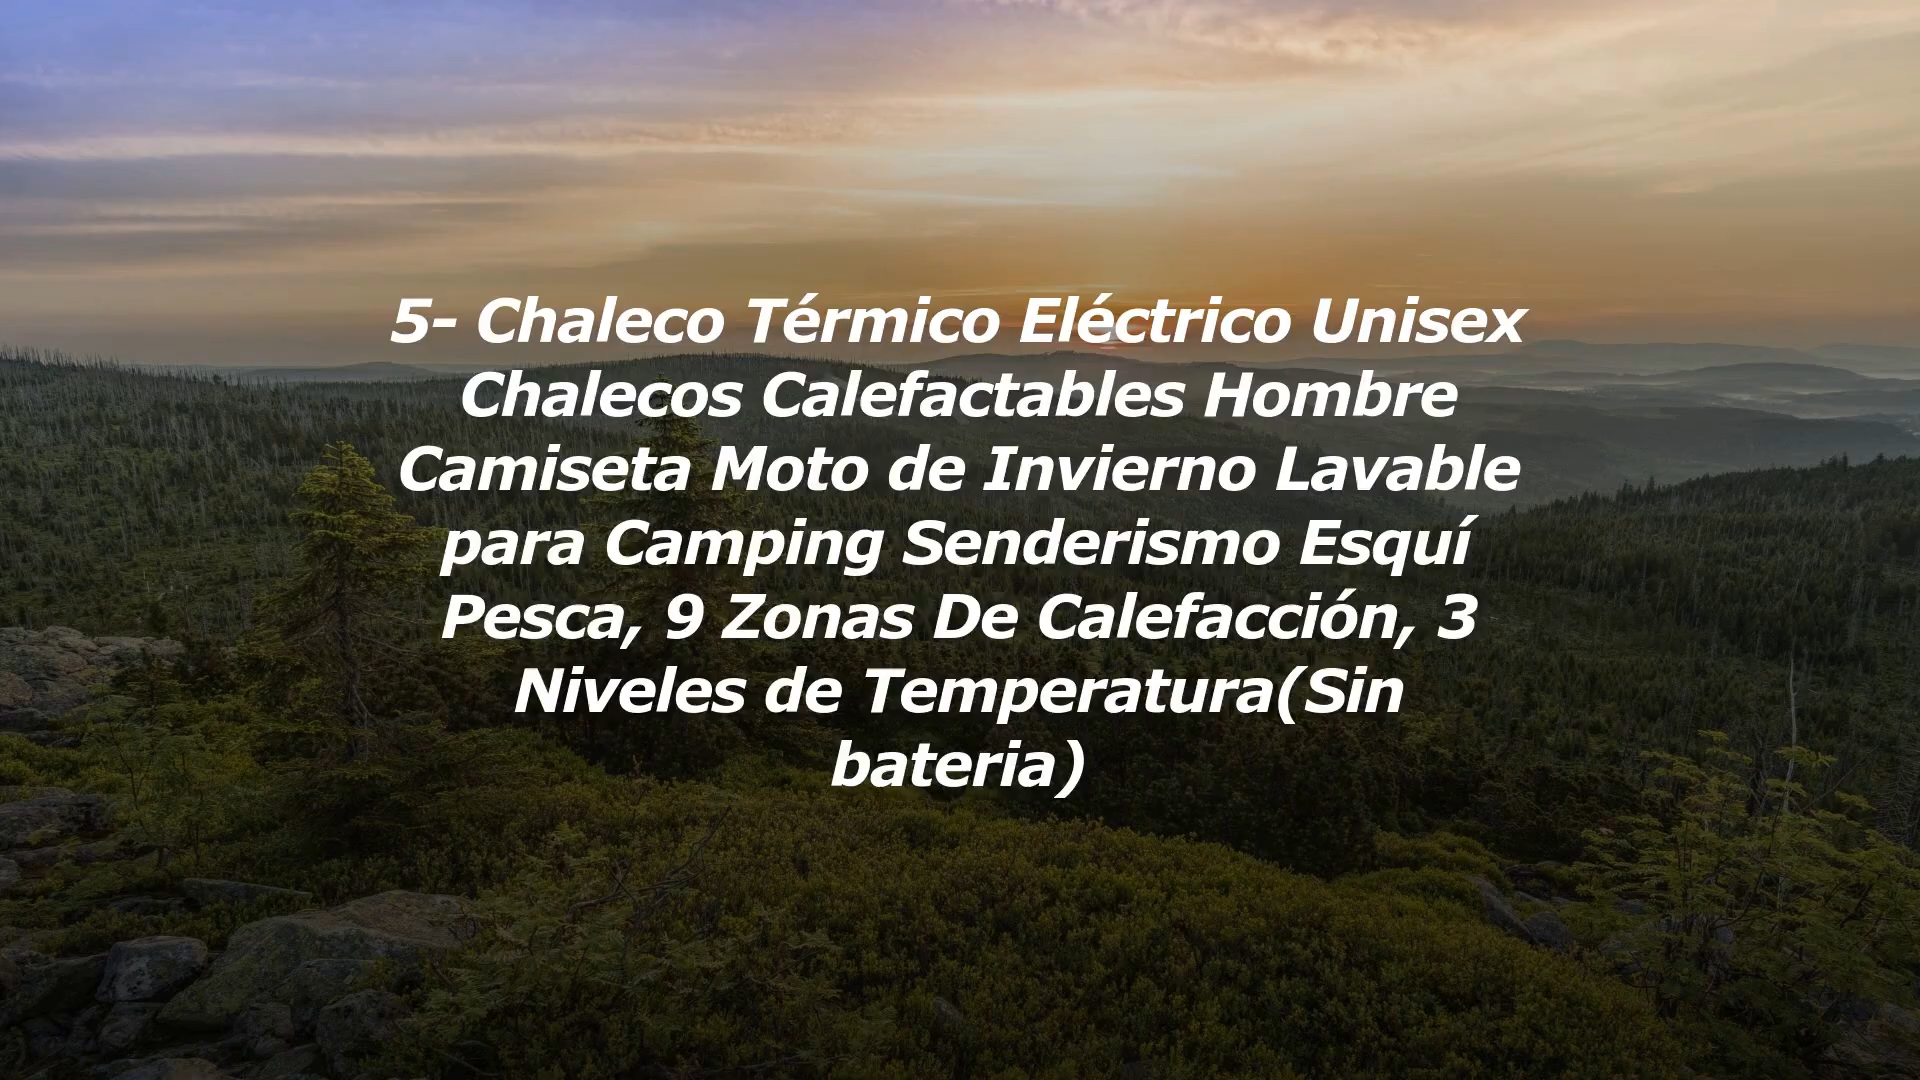 5- Chaleco Térmico Eléctrico Unisex
Chalecos Calefactables Hombre
Camiseta Moto de Invierno Lavable
para Camping Senderismo Esquí
Pesca, 9 Zonas De Calefacción, 3
Niveles de Temperatura(Sin
bateria)